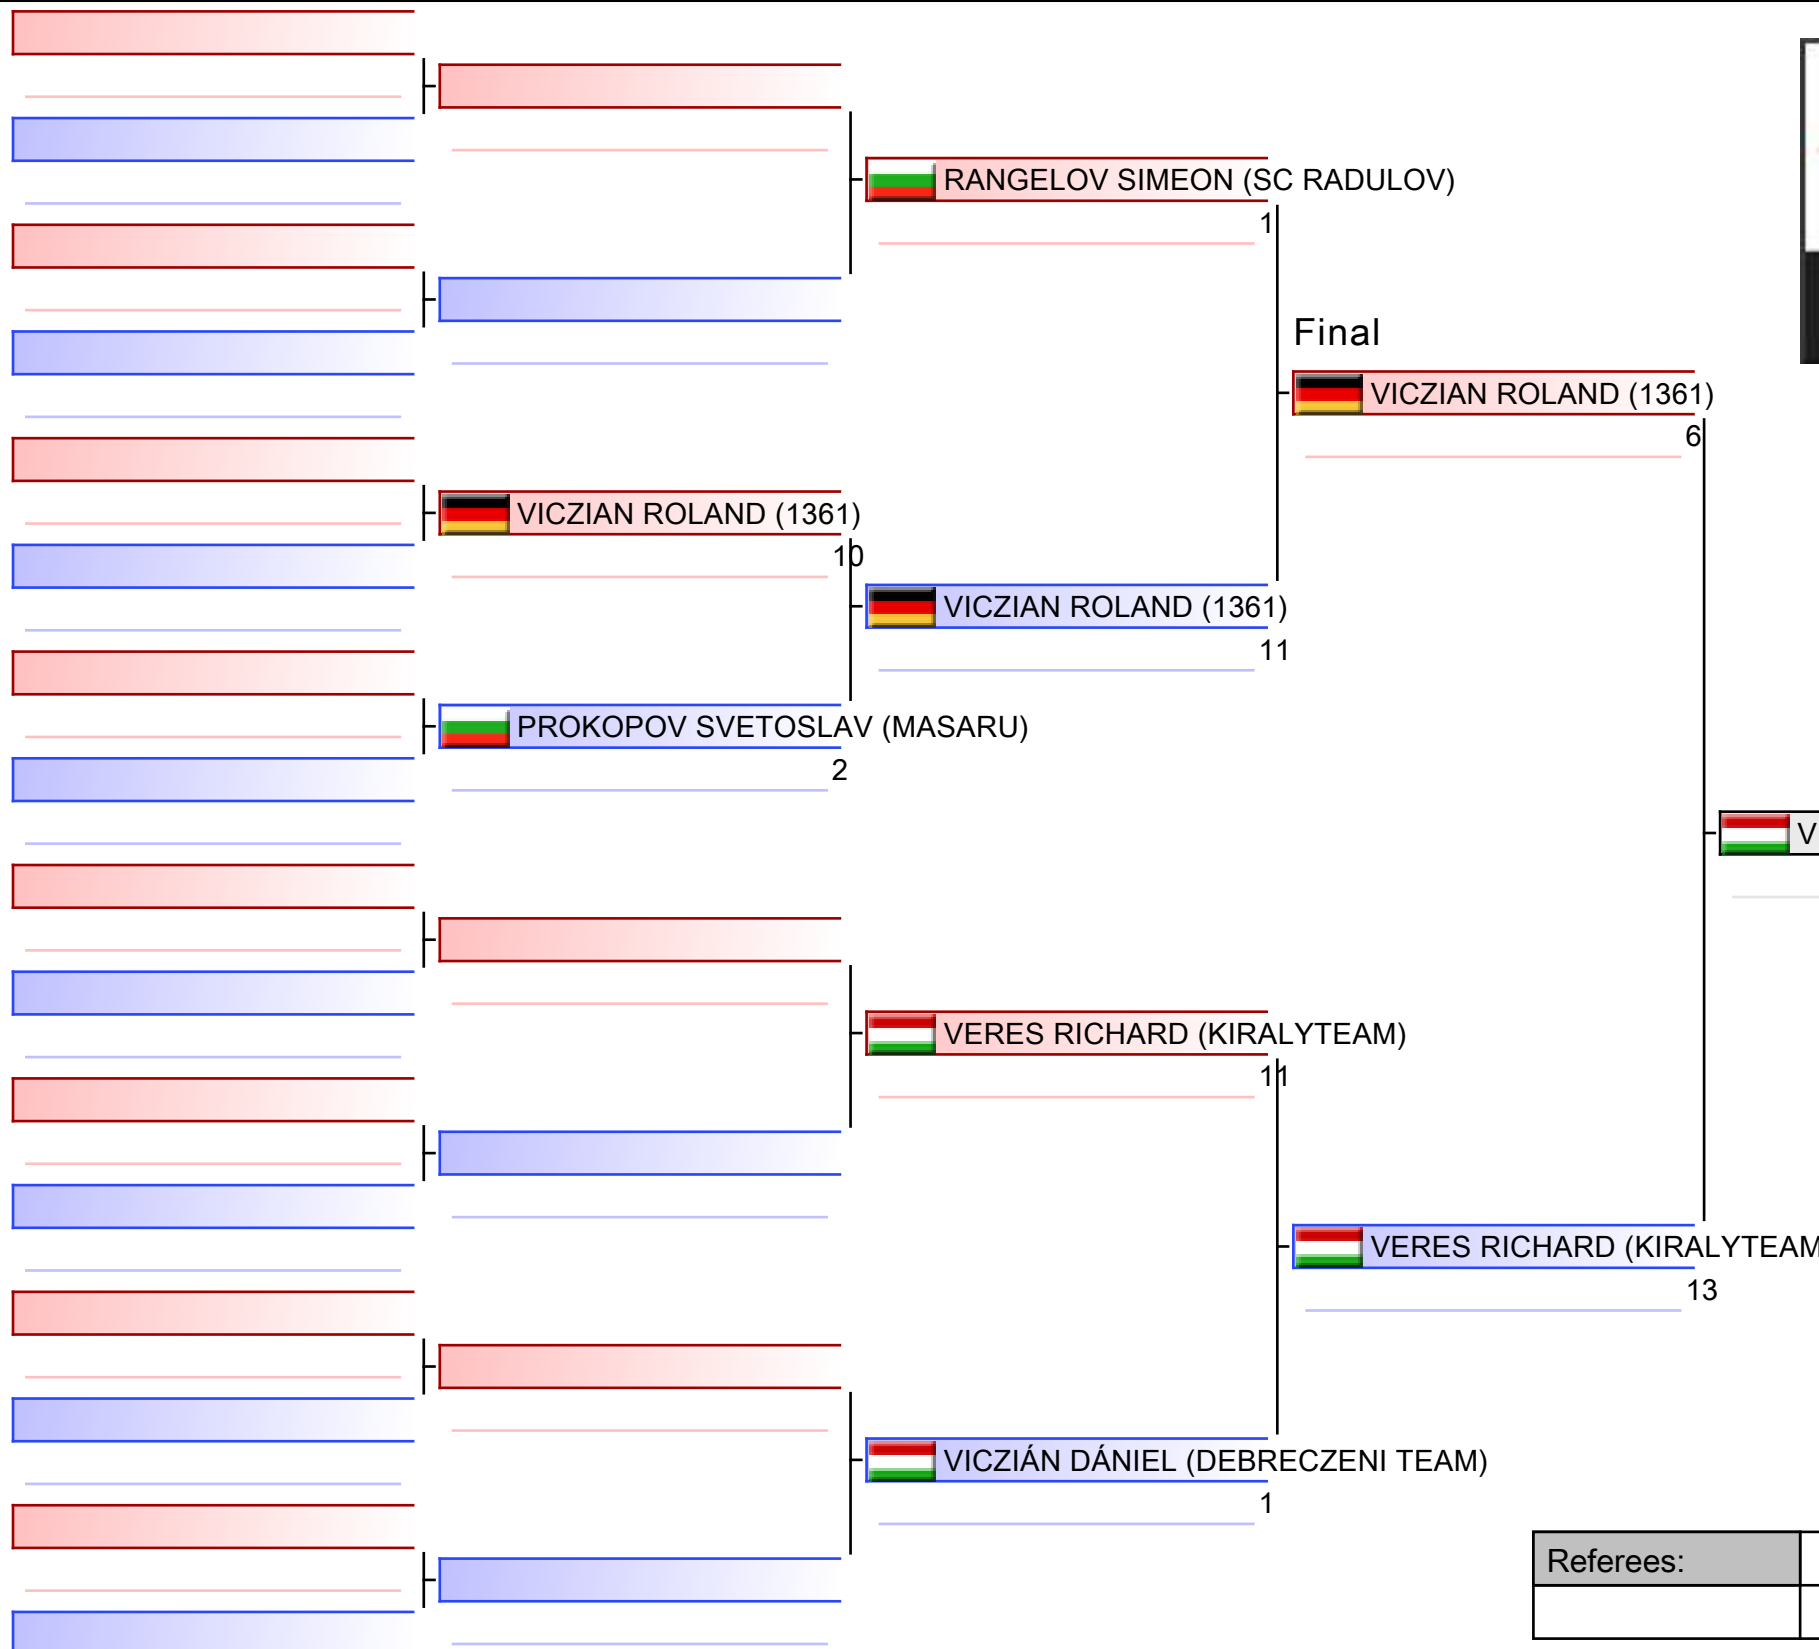 RANGELOV SIMEON (SC RADULOV)
1
Final
VICZIAN ROLAND (1361)
6
VICZIAN ROLAND (1361)
10
VICZIAN ROLAND (1361)
11
PROKOPOV SVETOSLAV (MASARU)
2
V
VERES RICHARD (KIRALYTEAM)
11
VERES RICHARD (KIRALYTEAM
13
VICZIÁN DÁNIEL (DEBRECZENI TEAM)
1
Referees: